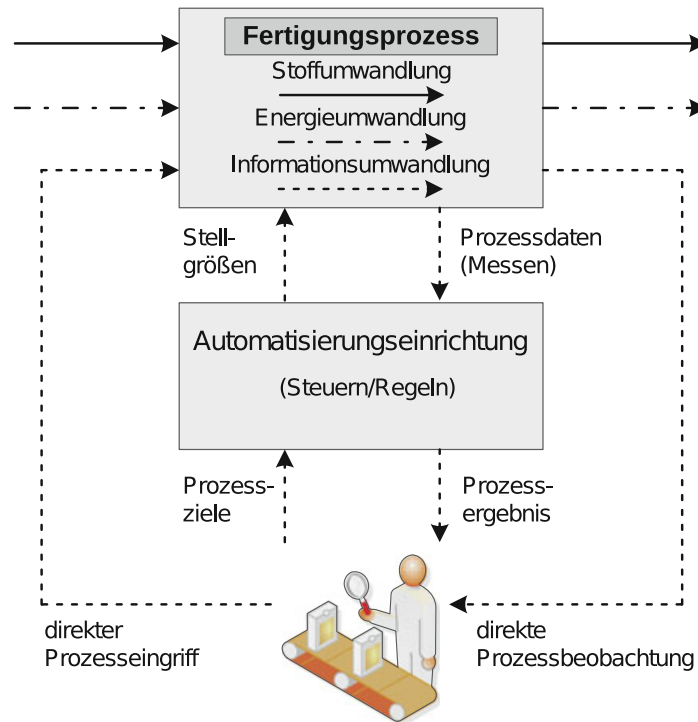 Fertigungsprozess
Stoffumwandlung
Energieumwandlung
Informationsumwandlung
Stell-
größen
Prozessdaten
(Messen)
Automatisierungseinrichtung
(Steuern/Regeln)
Prozess-
ziele
Prozess-
ergebnis
direkter
Prozesseingriff
direkte
Prozessbeobachtung